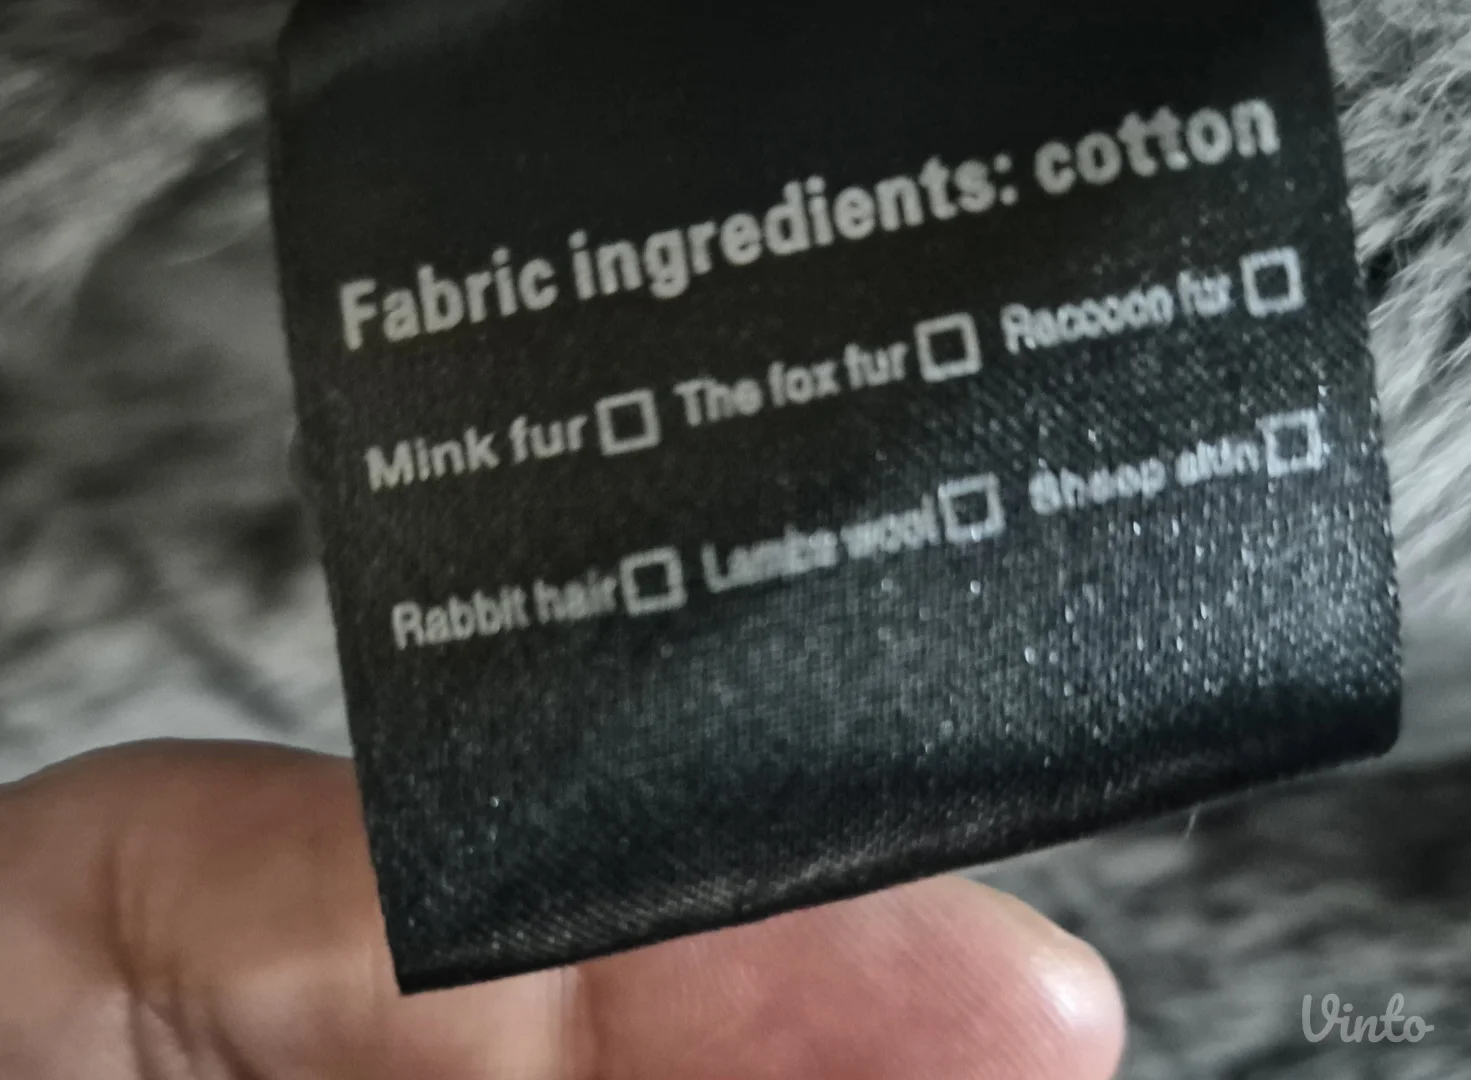 Fabric ingredients: cotton
Mink fur☐ The fox fur☐ Raccoon fur☐
Rabbit hair☐ Lambs wool☐ Sheep skin☐
Vinto